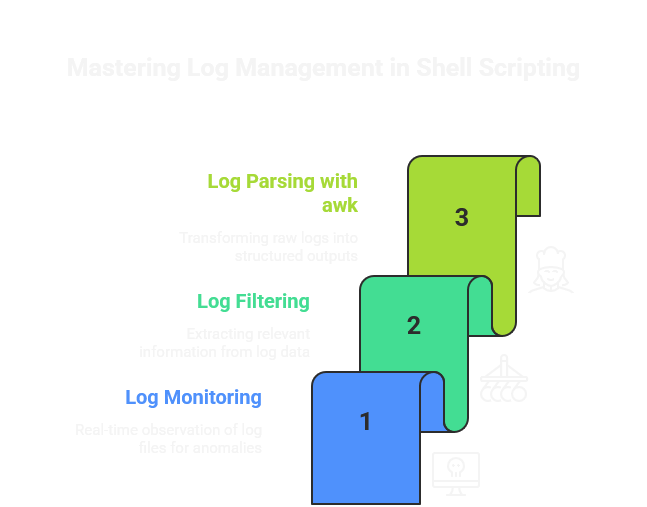 Mastering Log Management in Shell Scripting
Log Parsing with
awk
Transforming raw logs into
structured outputs
3
Log Filtering
Extracting relevant
information from log data
2
Log Monitoring
Real-time observation of log
files for anomalies
1